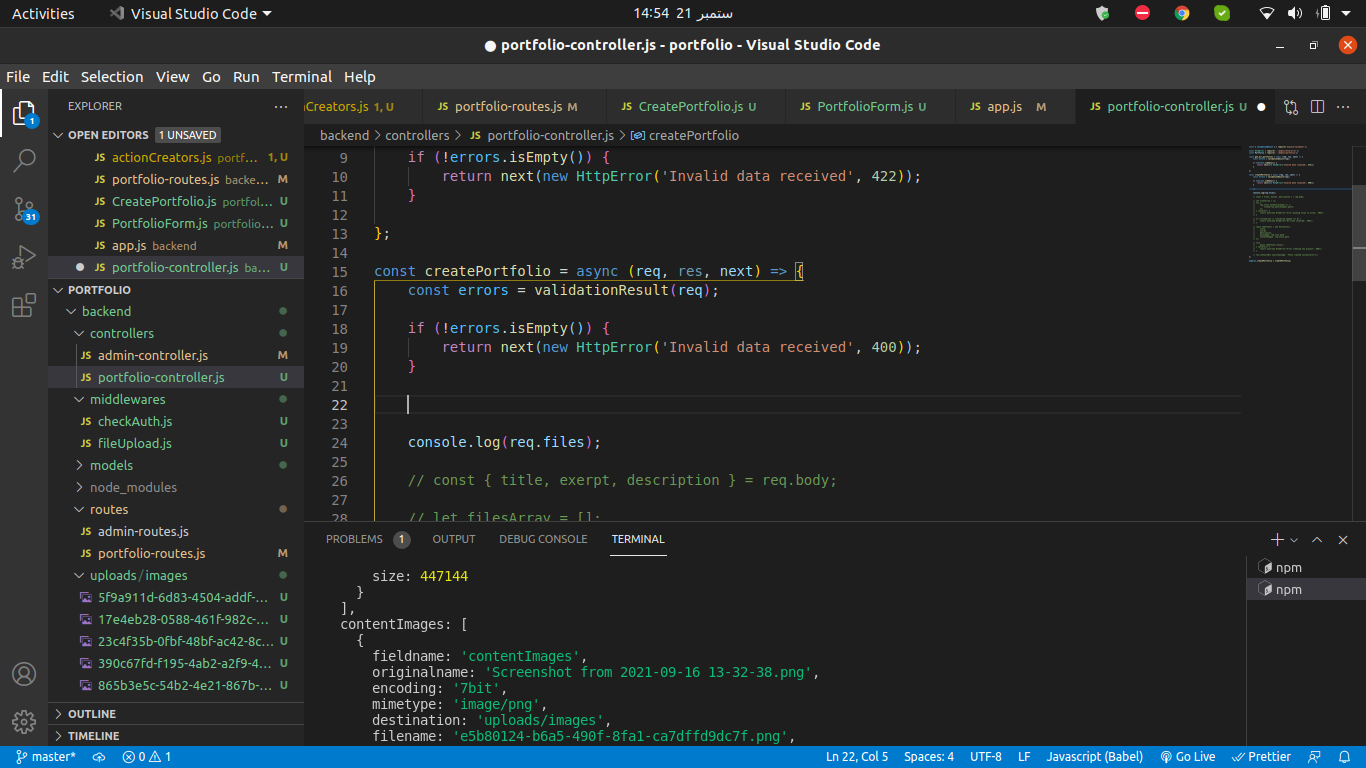 Activities
Visual Studio Code
14:54 21 ستمبر
portfolio-controller.js - portfolio - Visual Studio Code
File Edit Selection View Go Run Terminal Help
EXPLORER
nCreators.js 1, U
portfolio-routes.js M
CreatePortfolio.js U
PortfolioForm.js U
app.js M
portfolio-controller.js U
OPEN EDITORS 1 UNSAVED
backend > controllers > JS portfolio-controller.js > createPortfolio
JS actionCreators.js portf... 1, U
JS portfolio-routes.js backe... M
JS CreatePortfolio.js portfol... U
JS PortfolioForm.js portfolio... U
JS app.js backend M
JS portfolio-controller.js ba... U
PORTFOLIO
backend
controllers
JS admin-controller.js M
JS portfolio-controller.js U
middlewares
JS checkAuth.js U
JS fileUpload.js U
models
node_modules
routes
JS admin-routes.js
JS portfolio-routes.js M
uploads/images
5f9a911d-6d83-4504-addf-... U
17e4eb28-0588-461f-982c-... U
23c4f35b-0fbf-48bf-ac42-8c... U
390c67fd-f195-4ab2-a2f9-4... U
865b3e5c-54b2-4e21-867b-... U
OUTLINE
TIMELINE
1
31
9 if (!errors.isEmpty()) {
10 return next(new HttpError('Invalid data received', 422));
11 }
12
13 };
14
15 const createPortfolio = async (req, res, next) => {
16 const errors = validationResult(req);
17
18 if (!errors.isEmpty()) {
19 return next(new HttpError('Invalid data received', 400));
20 }
21
22
23
24 console.log(req.files);
25
26 // const { title, exerpt, description } = req.body;
27
28 // let filesArray = [];
PROBLEMS 1 OUTPUT DEBUG CONSOLE TERMINAL
size: 447144
}
],
contentImages: [
{
fieldname: 'contentImages',
originalname: 'Screenshot from 2021-09-16 13-32-38.png',
encoding: '7bit',
mimetype: 'image/png',
destination: 'uploads/images',
filename: 'e5b80124-b6a5-490f-8fa1-ca7dffd9dc7f.png',
npm
npm
master* 0 1 Ln 22, Col 5 Spaces: 4 UTF-8 LF Javascript (Babel) Go Live Prettier